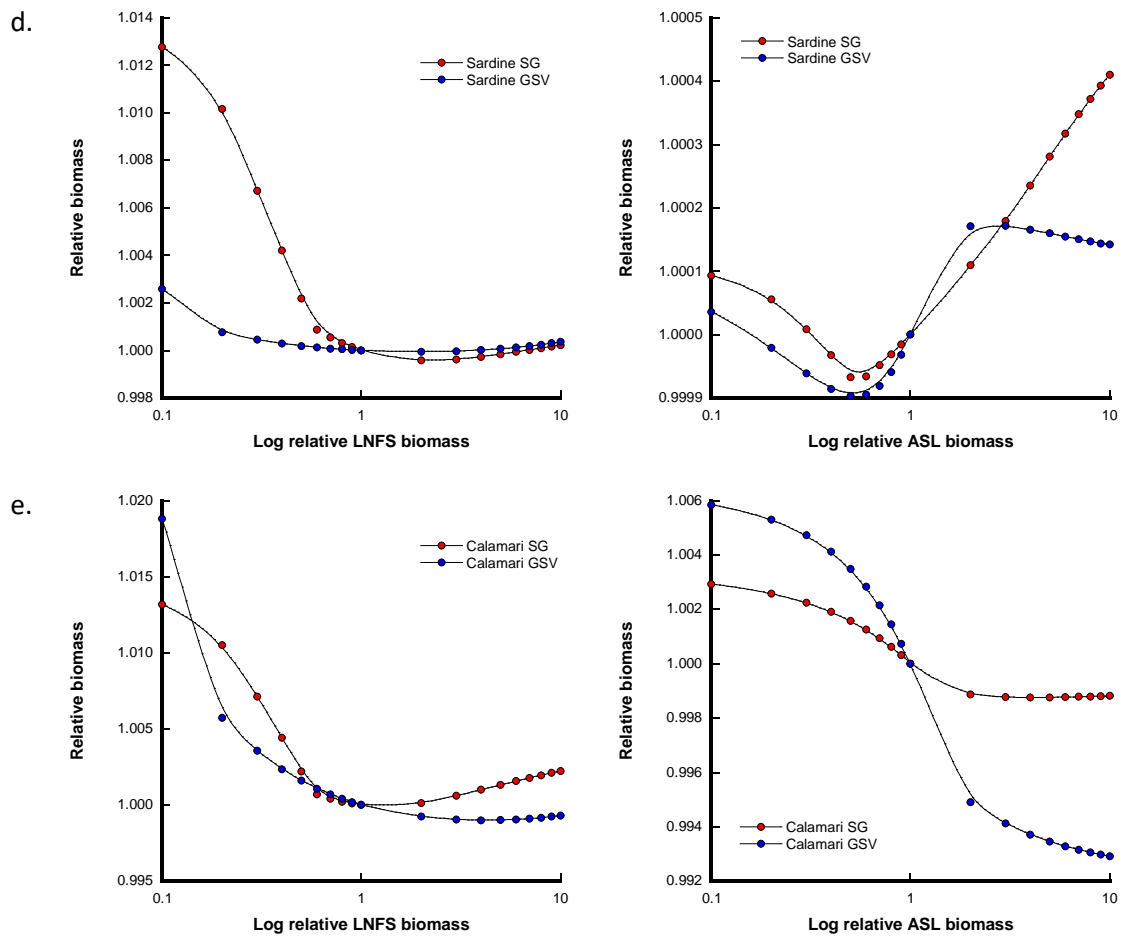 d.
1.014
1.012
1.010
1.008
1.006
1.004
1.002
1.000
0.998
Relative biomass
Sardine SG
Sardine GSV
0.1
1
10
Log relative LNFS biomass
1.0005
1.0004
1.0003
1.0002
1.0001
1.0000
0.9999
Relative biomass
Sardine SG
Sardine GSV
0.1
1
10
Log relative ASL biomass
e.
1.020
1.015
1.010
1.005
1.000
0.995
Relative biomass
Calamari SG
Calamari GSV
0.1
1
10
Log relative LNFS biomass
1.006
1.004
1.002
1.000
0.998
0.996
0.994
0.992
Relative biomass
Calamari SG
Calamari GSV
0.1
1
10
Log relative ASL biomass